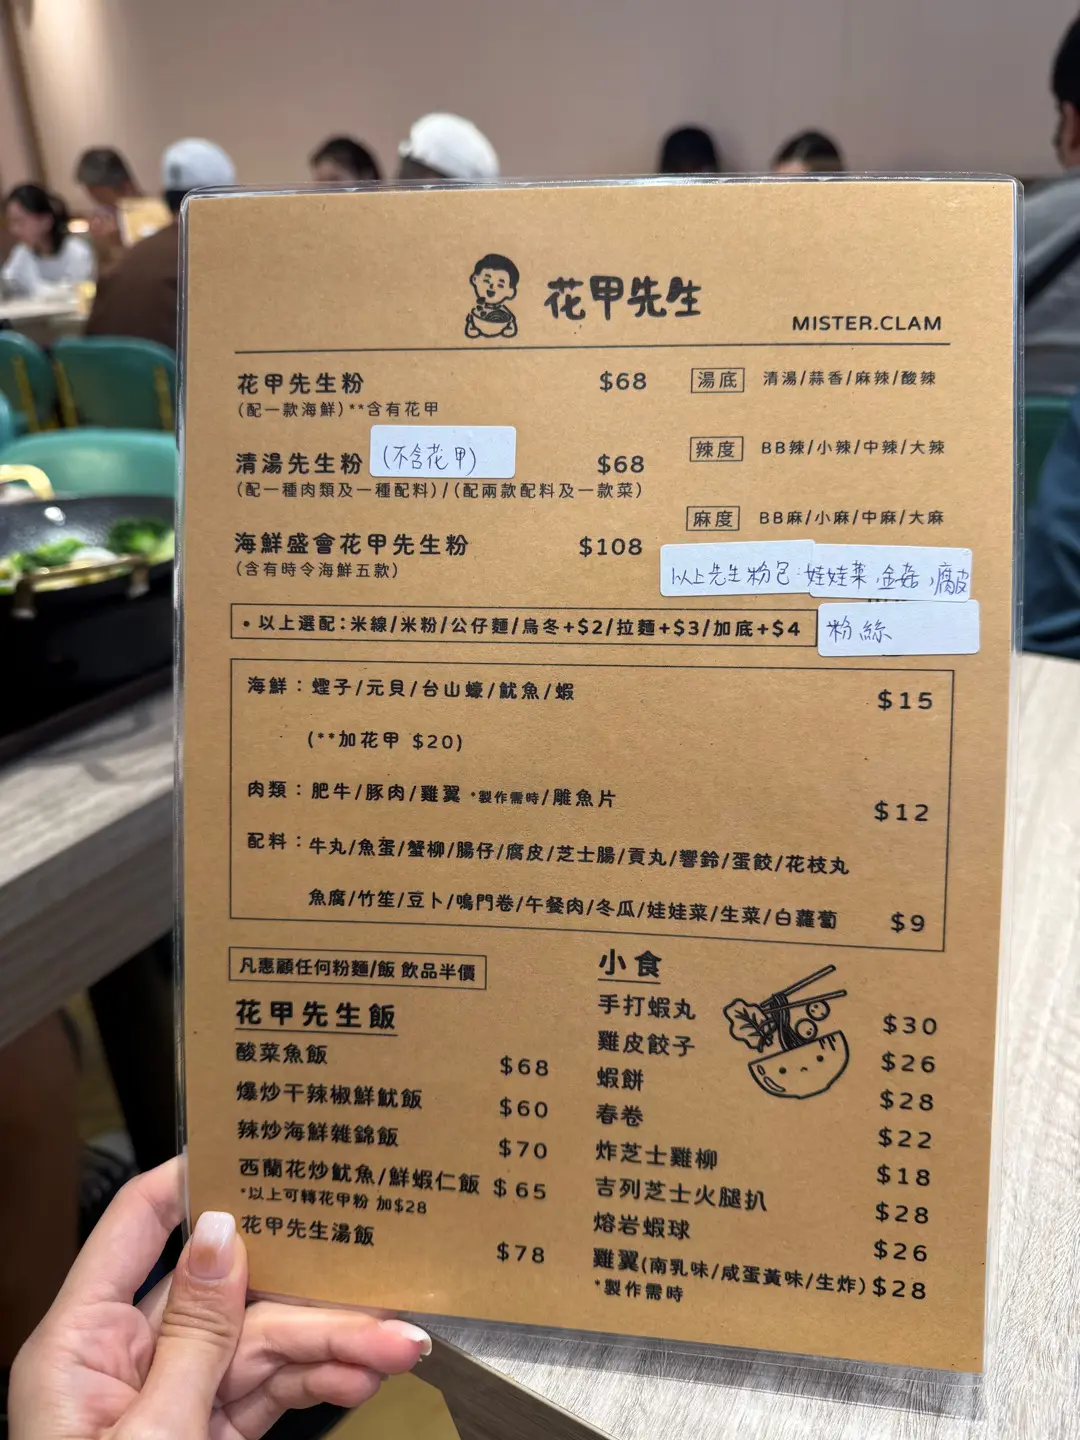 花甲先生
MISTER.CLAM
花甲先生粉 $68
(配一款海鮮)**含有花甲
清湯先生粉 (不含花甲) $68
(配一種肉類及一種配料)/(配兩款配料及一款菜)
海鮮盛會花甲先生粉 $108
(含有時令海鮮五款)
湯底 清湯/蒜香/麻辣/酸辣
辣度 BB辣/小辣/中辣/大辣
麻度 BB麻/小麻/中麻/大麻
以上先生粉包:娃娃菜,金菇,腐皮
粉絲
•以上選配:米線/米粉/公仔麵/烏冬+$2/拉麵+$3/加底+$4
海鮮:蟶子/元貝/台山蠔/魷魚/蝦 $15
(**加花甲 $20)
肉類:肥牛/豚肉/雞翼 *製作需時/鵰魚片 $12
配料:牛丸/魚蛋/蟹柳/腸仔/腐皮/芝士腸/貢丸/響鈴/蛋餃/花枝丸
魚腐/竹笙/豆卜/鳴門卷/午餐肉/冬瓜/娃娃菜/生菜/白蘿蔔 $9
凡惠顧任何粉麵/飯 飲品半價
花甲先生飯
酸菜魚飯 $68
爆炒干辣椒鮮魷飯 $60
辣炒海鮮雜錦飯 $70
西蘭花炒魷魚/鮮蝦仁飯 $65
*以上可轉花甲粉 加$28
花甲先生湯飯 $78
小食
手打蝦丸 $30
雞皮餃子 $26
蝦餅 $28
春卷 $22
炸芝士雞柳 $18
吉列芝士火腿扒 $28
熔岩蝦球 $26
雞翼(南乳味/咸蛋黃味/生炸) $28
*製作需時